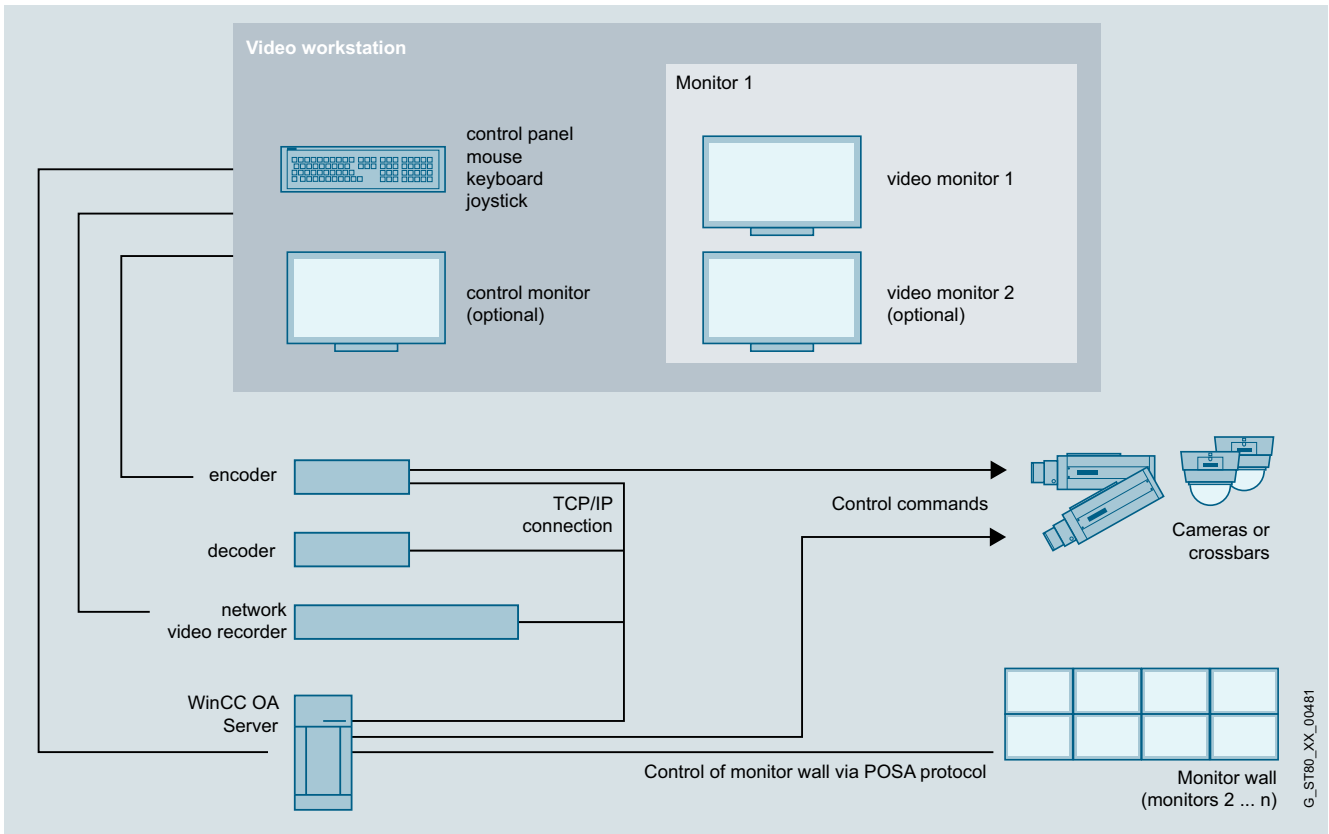 Video workstation
Monitor 1
control panel
mouse
keyboard
joystick
video monitor 1
control monitor
(optional)
video monitor 2
(optional)
encoder
TCP/IP
connection
Control commands
decoder
Cameras or
crossbars
network
video recorder
WinCC OA
Server
Control of monitor wall via POSA protocol
Monitor wall
(monitors 2 ... n)
G_ST80_XX_00481